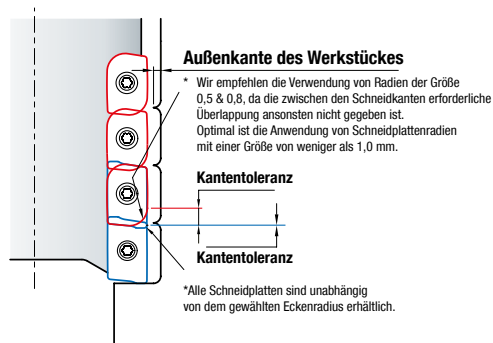 Außenkante des Werkstückes
* Wir empfehlen die Verwendung von Radien der Größe
0,5 & 0,8, da die zwischen den Schneidkanten erforderliche
Überlappung ansonsten nicht gegeben ist.
Optimal ist die Anwendung von Schneidplattenradien
mit einer Größe von weniger als 1,0 mm.
Kantentoleranz
Kantentoleranz
*Alle Schneidplatten sind unabhängig
von dem gewählten Eckenradius erhältlich.